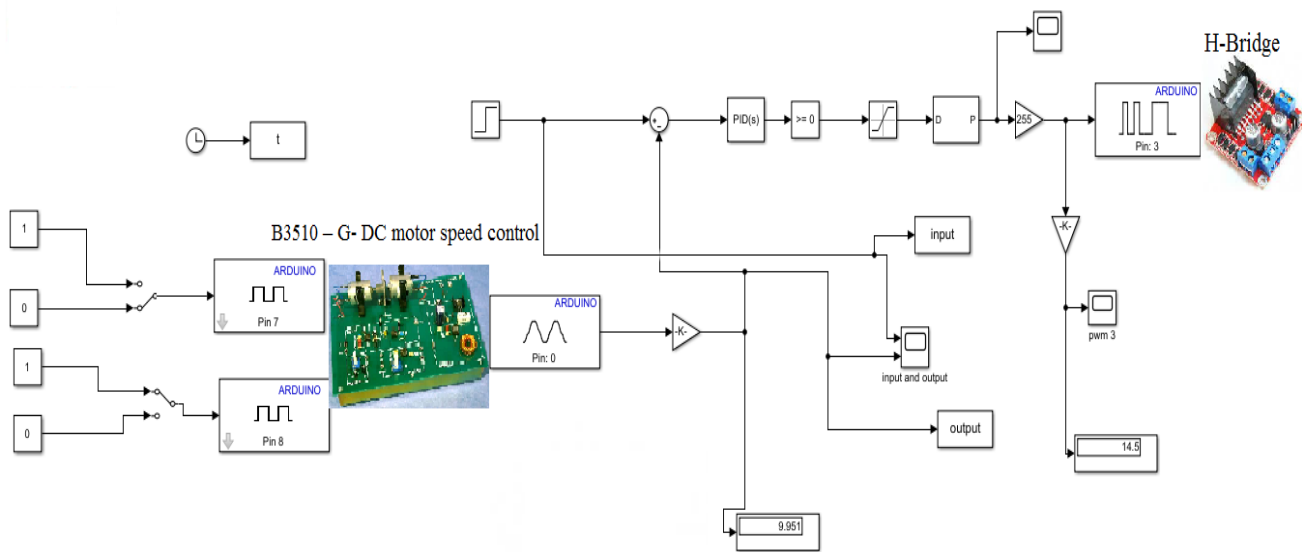 H-Bridge
ARDUINO
Pin: 3
255
PID(s)
>= 0
D
P
+
-
t
1
0
B3510 – G- DC motor speed control
ARDUINO
Pin 7
ARDUINO
Pin: 0
-K-
input
-K-
pwm 3
input and output
1
0
ARDUINO
Pin 8
output
14.5
9.951